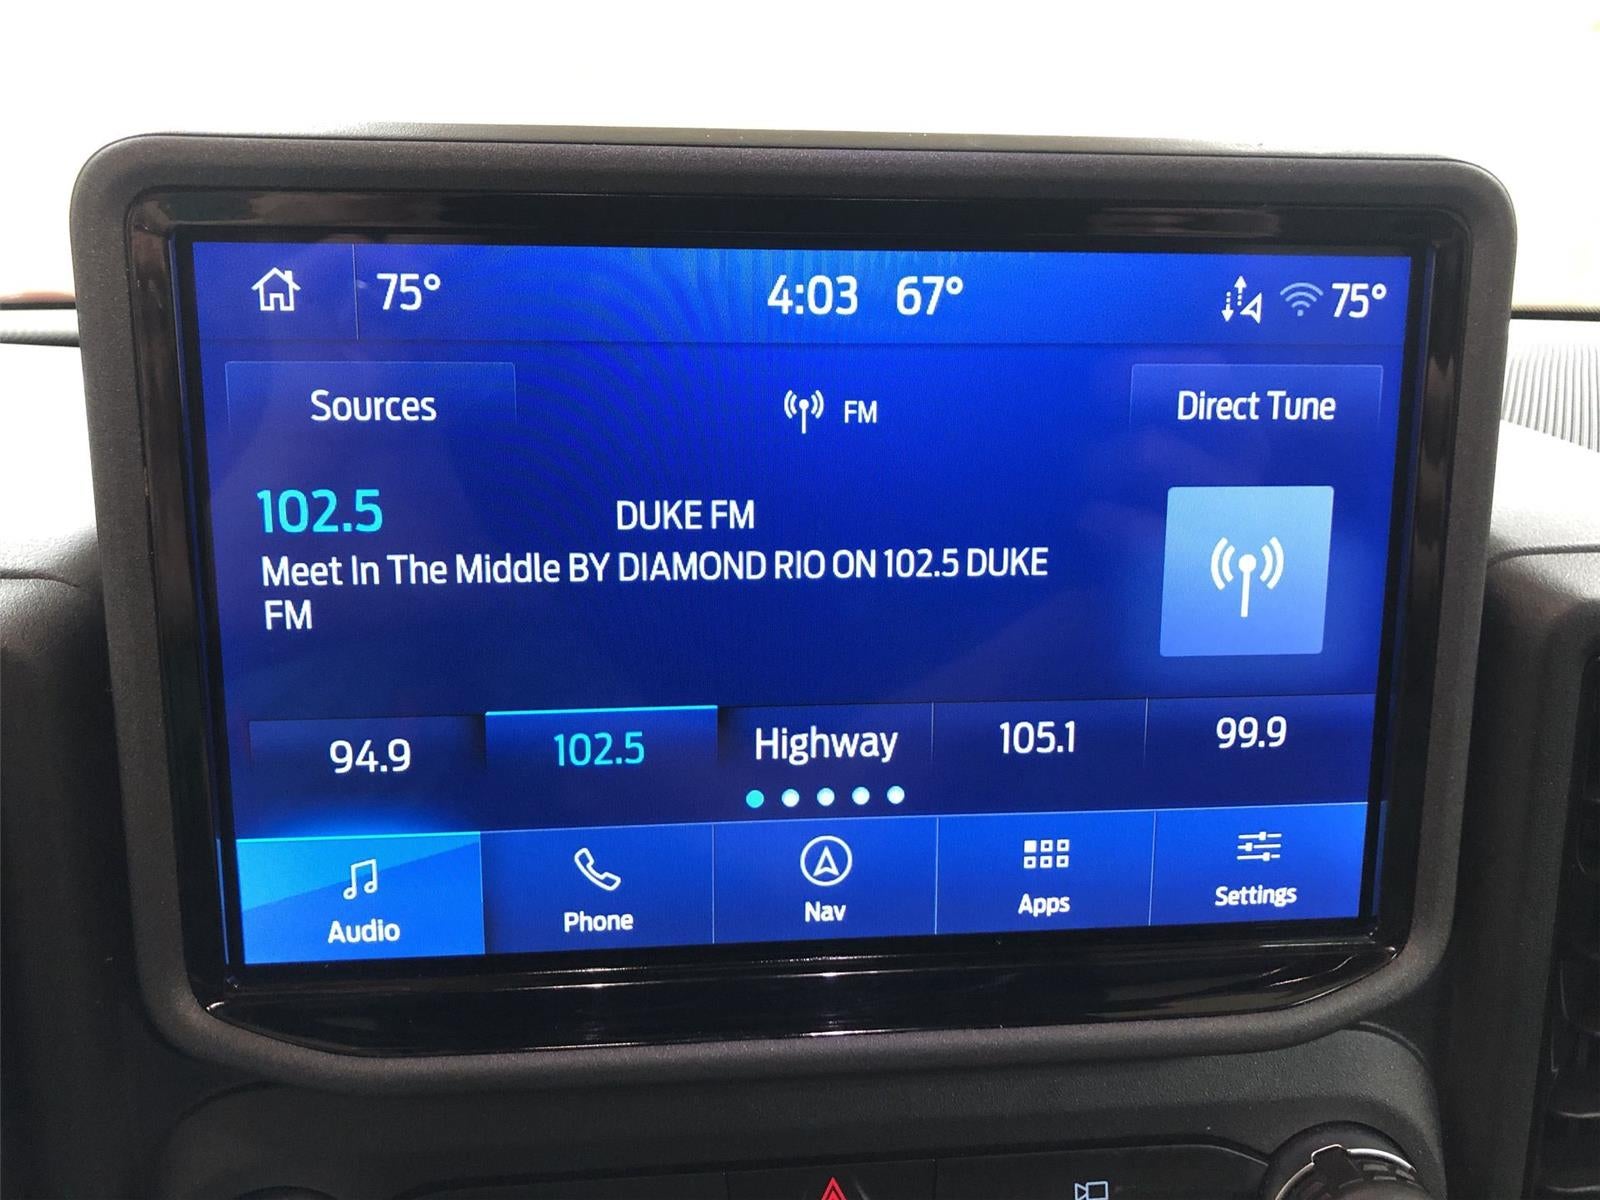 75° 4:03 67° 75°
Sources FM Direct Tune
102.5 DUKE FM
Meet In The Middle BY DIAMOND RIO ON 102.5 DUKE
FM
94.9 102.5 Highway 105.1 99.9
Audio Phone Nav Apps Settings